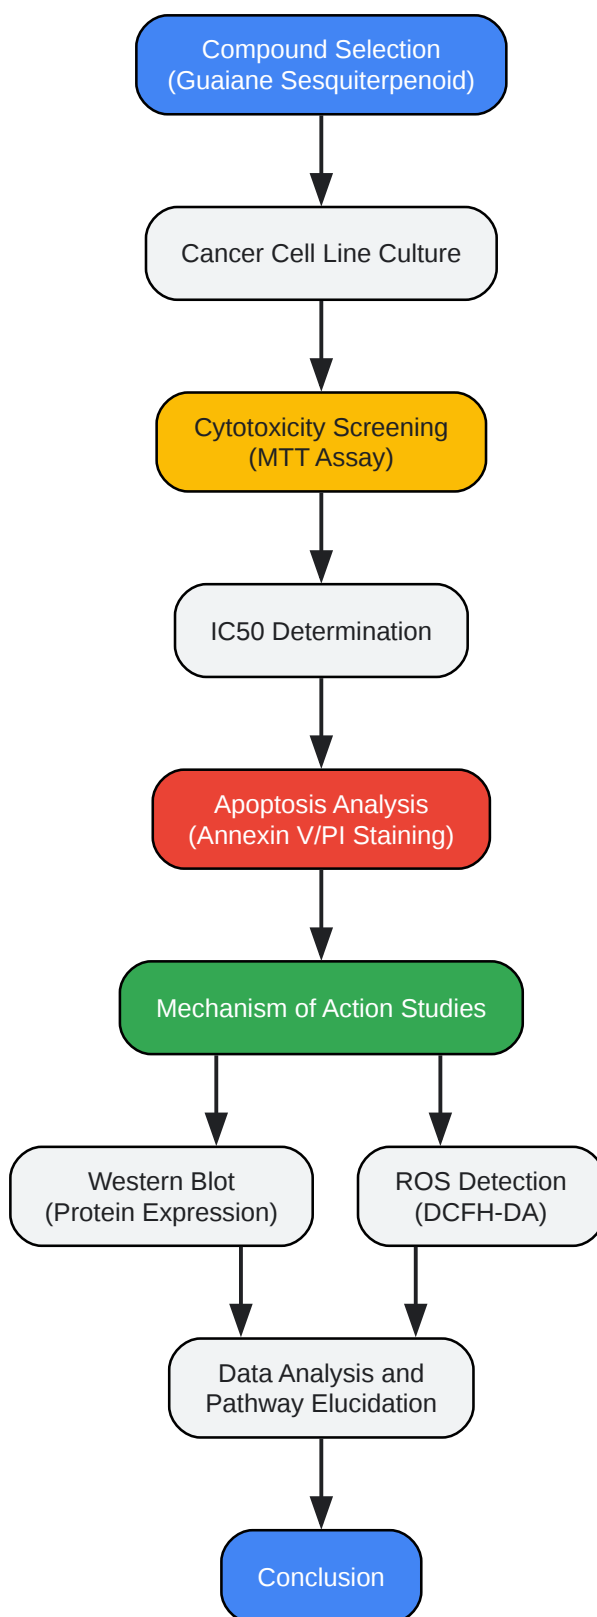 Compound Selection
(Guaiane Sesquiterpenoid)
Cancer Cell Line Culture
Cytotoxicity Screening
(MTT Assay)
IC50 Determination
Apoptosis Analysis
(Annexin V/PI Staining)
Mechanism of Action Studies
Western Blot
(Protein Expression)
ROS Detection
(DCFH-DA)
Data Analysis and
Pathway Elucidation
Conclusion